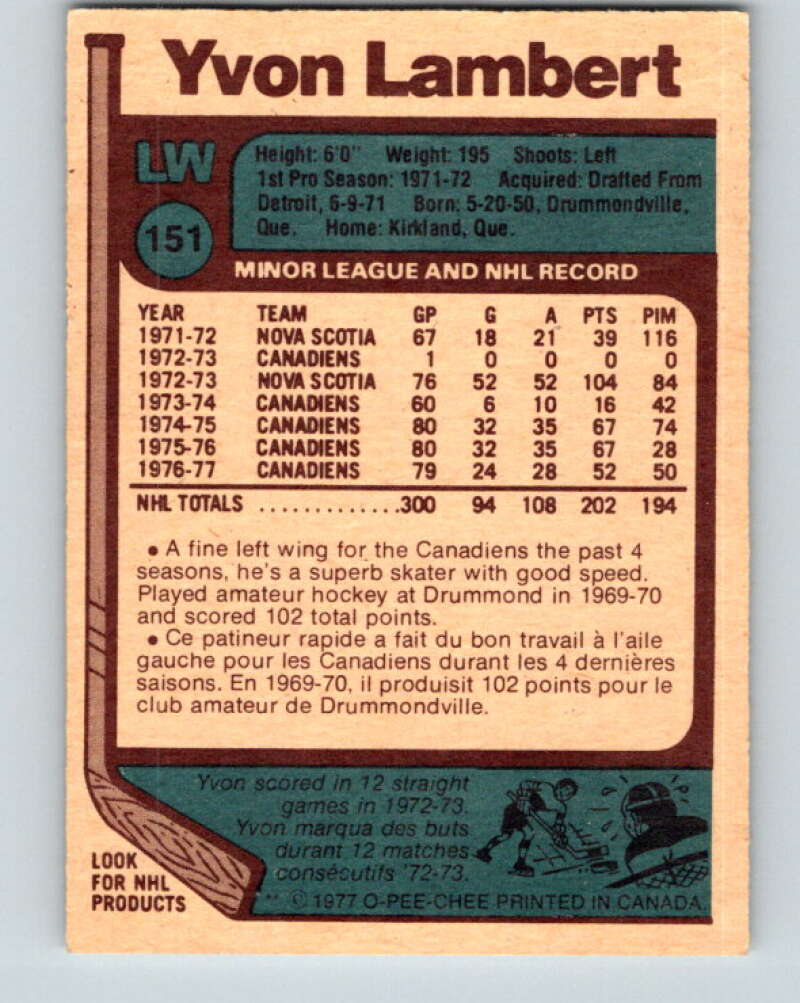 Yvon Lambert
LW
151
Height: 6'0" Weight: 195 Shoots: Left
1st Pro Season: 1971-72 Acquired: Drafted From
Detroit, 6-9-71 Born: 5-20-50, Drummondville,
Que. Home: Kirkland, Que.
MINOR LEAGUE AND NHL RECORD
YEAR TEAM GP G A PTS PIM
1971-72 NOVA SCOTIA 67 18 21 39 116
1972-73 CANADIENS 1 0 0 0 0
1972-73 NOVA SCOTIA 76 52 52 104 84
1973-74 CANADIENS 60 6 10 16 42
1974-75 CANADIENS 80 32 35 67 74
1975-76 CANADIENS 80 32 35 67 28
1976-77 CANADIENS 79 24 28 52 50
NHL TOTALS .............300 94 108 202 194
• A fine left wing for the Canadiens the past 4
seasons, he's a superb skater with good speed.
Played amateur hockey at Drummond in 1969-70
and scored 102 total points.
• Ce patineur rapide a fait du bon travail à l'aile
gauche pour les Canadiens durant les 4 dernières
saisons. En 1969-70, il produisit 102 points pour le
club amateur de Drummondville.
Yvon scored in 12 straight
games in 1972-73.
Yvon marqua des buts
durant 12 matches
consécutifs '72-73.
LOOK
FOR NHL
PRODUCTS
** © 1977 O-PEE-CHEE PRINTED IN CANADA.